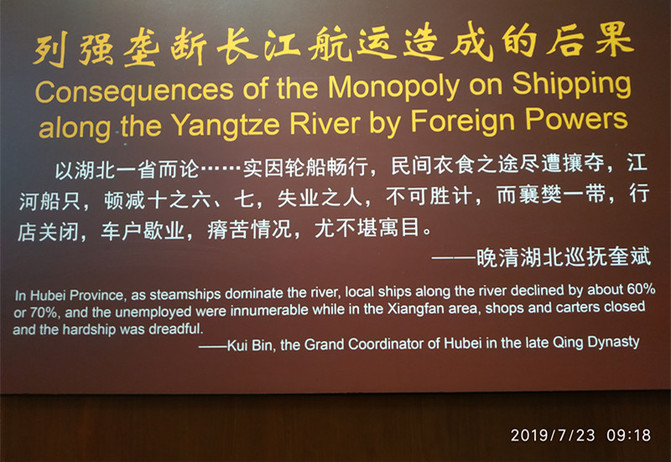 列强垄断长江航运造成的后果
Consequences of the Monopoly on Shipping
along the Yangtze River by Foreign Powers
以湖北一省而论……实因轮船畅行，民间衣食之途尽遭攘夺，江
河船只，顿减十之六、七，失业之人，不可胜计，而襄樊一带，行
店关闭，车户歇业，瘠苦情况，尤不堪寓目。
——晚清湖北巡抚奎斌
In Hubei Province, as steamships dominate the river, local ships along the river declined by about 60%
or 70%, and the unemployed were innumerable while in the Xiangfan area, shops and carters closed
and the hardship was dreadful.
——Kui Bin, the Grand Coordinator of Hubei in the late Qing Dynasty
2019/7/23 09:18